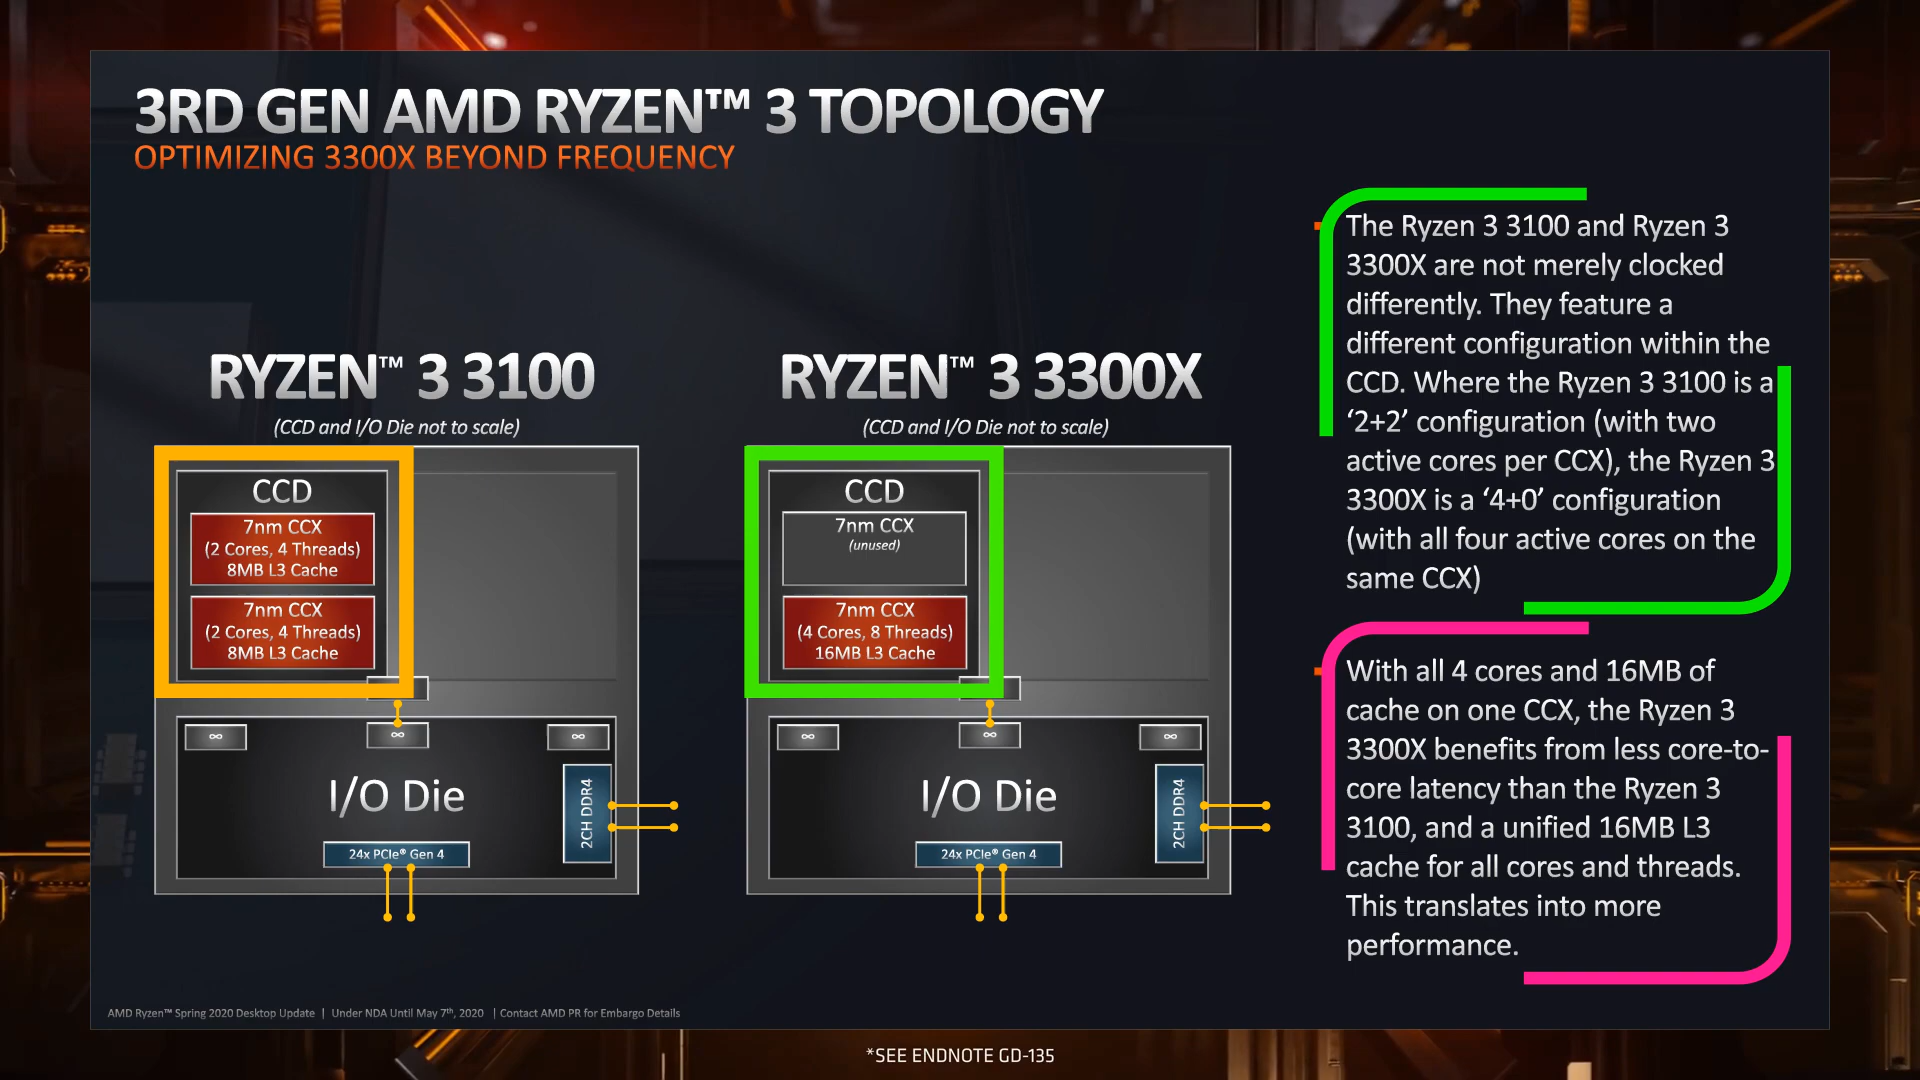 3RD GEN AMD RYZEN™ 3 TOPOLOGY
OPTIMIZING 3300X BEYOND FREQUENCY
RYZEN™ 3 3100
(CCD and I/O Die not to scale)
CCD
7nm CCX
(2 Cores, 4 Threads)
8MB L3 Cache
7nm CCX
(2 Cores, 4 Threads)
8MB L3 Cache
∞ ∞ ∞
I/O Die
2CH DDR4
24x PCIe® Gen 4
RYZEN™ 3 3300X
(CCD and I/O Die not to scale)
CCD
7nm CCX
(unused)
7nm CCX
(4 Cores, 8 Threads)
16MB L3 Cache
∞ ∞ ∞
I/O Die
2CH DDR4
24x PCIe® Gen 4
The Ryzen 3 3100 and Ryzen 3
3300X are not merely clocked
differently. They feature a
different configuration within the
CCD. Where the Ryzen 3 3100 is a
‘2+2’ configuration (with two
active cores per CCX), the Ryzen 3
3300X is a ‘4+0’ configuration
(with all four active cores on the
same CCX)
With all 4 cores and 16MB of
cache on one CCX, the Ryzen 3
3300X benefits from less core-to-
core latency than the Ryzen 3
3100, and a unified 16MB L3
cache for all cores and threads.
This translates into more
performance.
AMD Ryzen™ Spring 2020 Desktop Update | Under NDA Until May 7th, 2020 | Contact AMD PR for Embargo Details
*SEE ENDNOTE GD-135